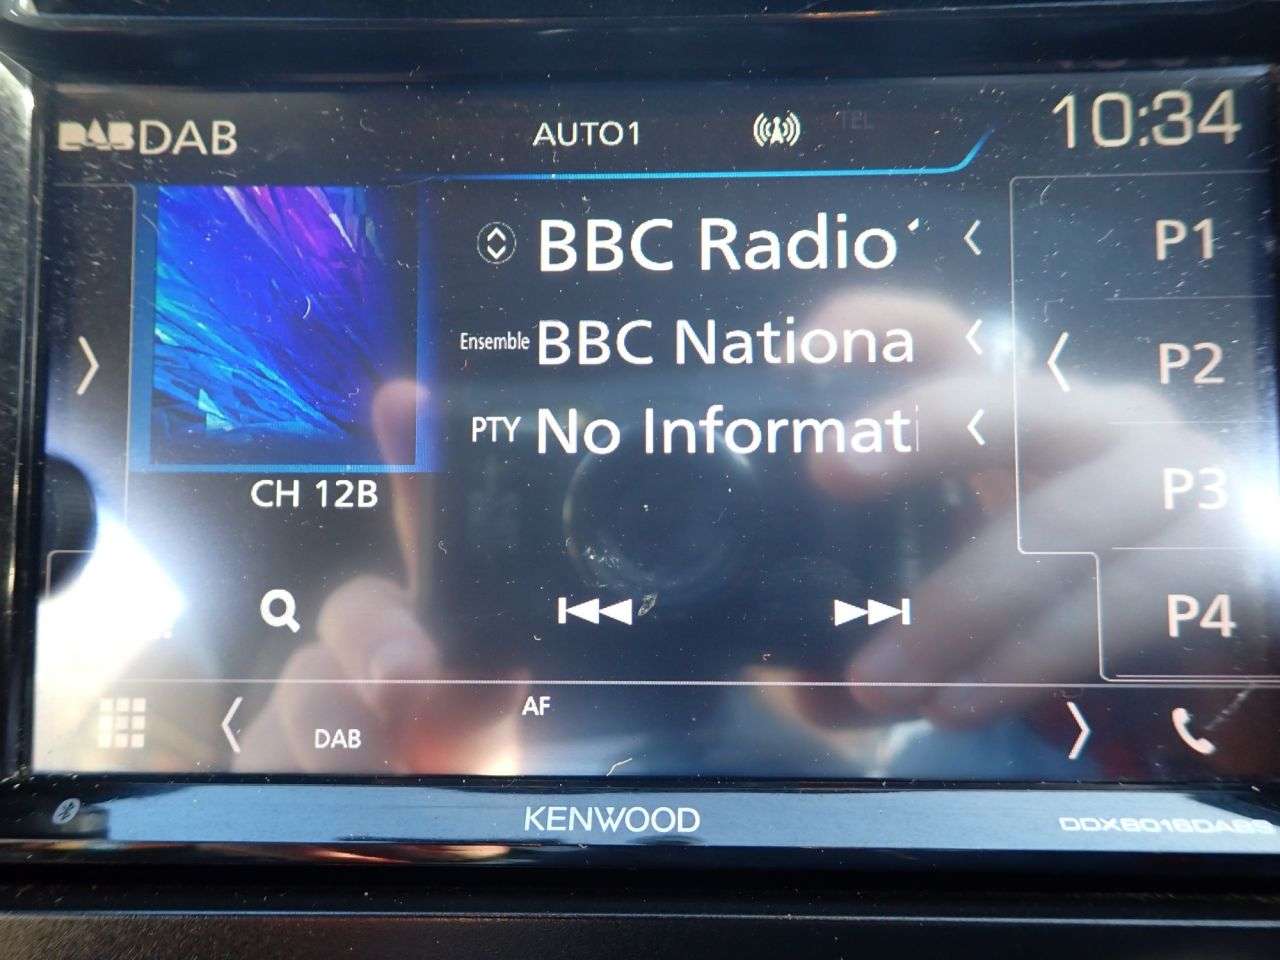 DAB DAB AUTO1 TEL 10:34
BBC Radio P1
Ensemble BBC Nationa P2
PTY No Informat
CH 12B P3
P4
AF
DAB
KENWOOD